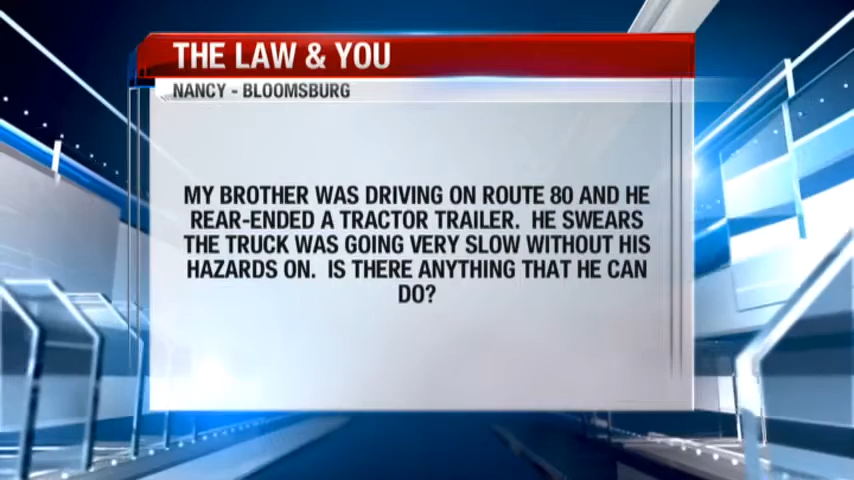 THE LAW & YOU
NANCY - BLOOMSBURG
MY BROTHER WAS DRIVING ON ROUTE 80 AND HE
REAR-ENDED A TRACTOR TRAILER.  HE SWEARS
THE TRUCK WAS GOING VERY SLOW WITHOUT HIS
HAZARDS ON.  IS THERE ANYTHING THAT HE CAN
DO?